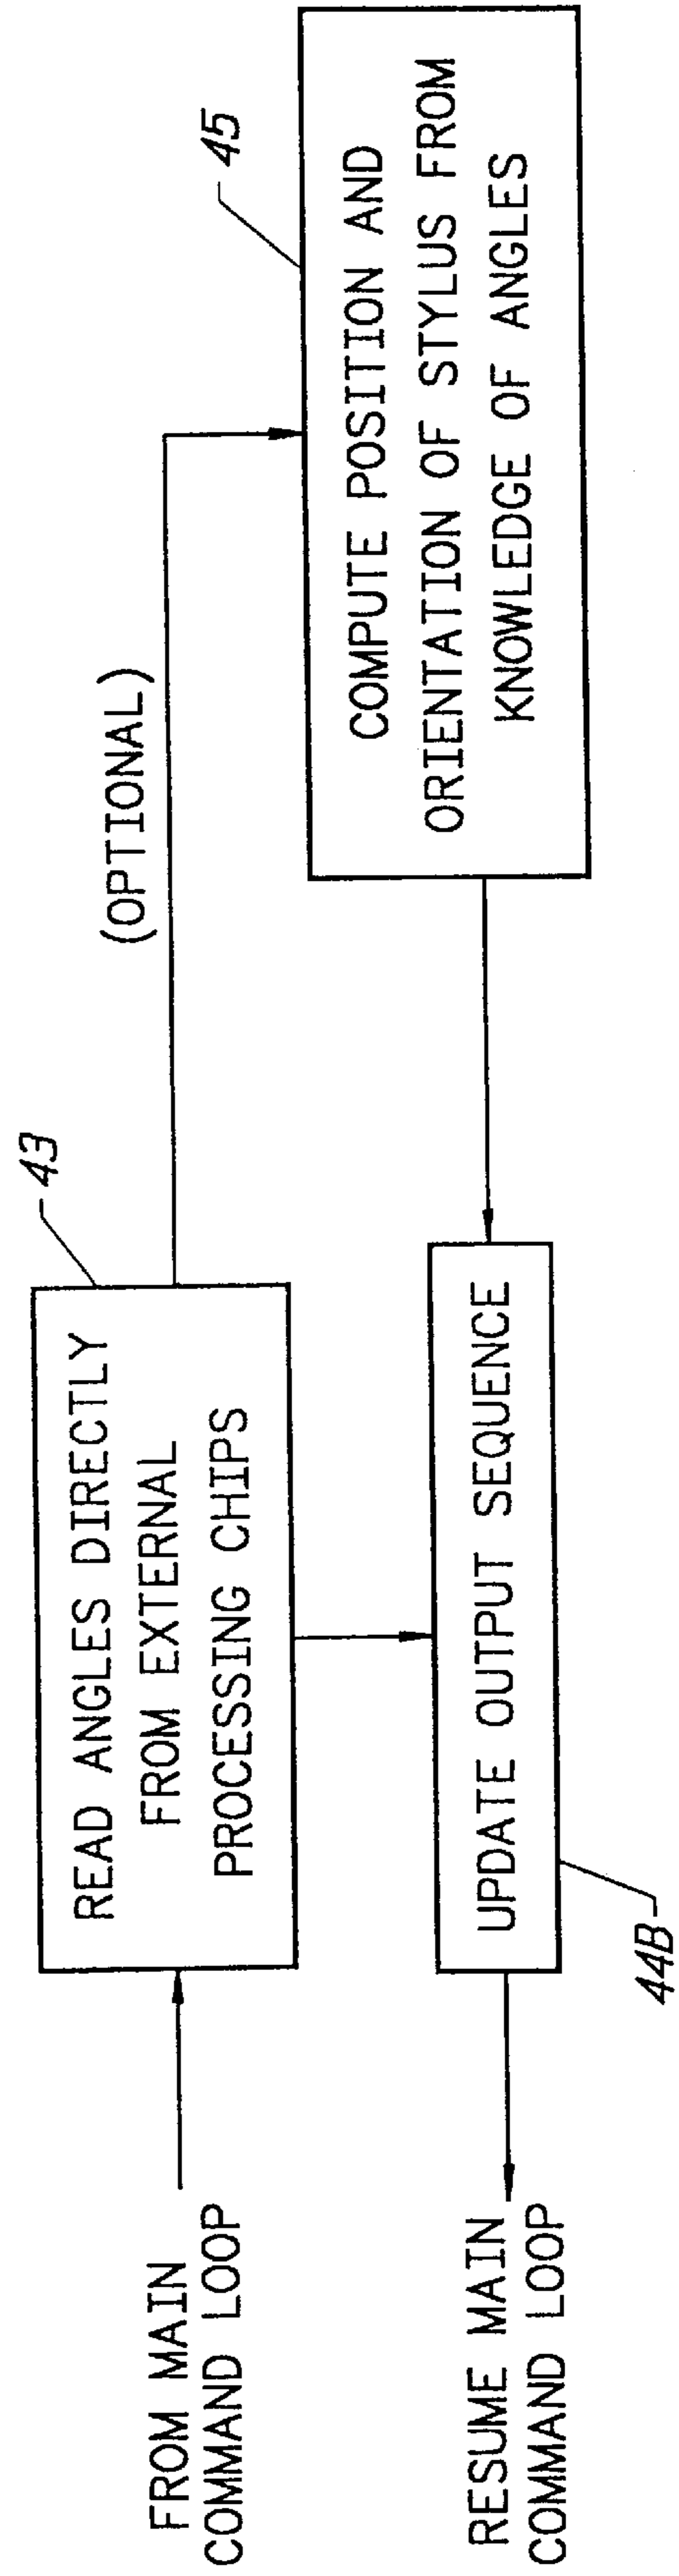 FROM MAIN
COMMAND LOOP
43
READ ANGLES DIRECTLY
FROM EXTERNAL
PROCESSING CHIPS
(OPTIONAL)
45
COMPUTE POSITION AND
ORIENTATION OF STYLUS FROM
KNOWLEDGE OF ANGLES
UPDATE OUTPUT SEQUENCE
44B
RESUME MAIN
COMMAND LOOP